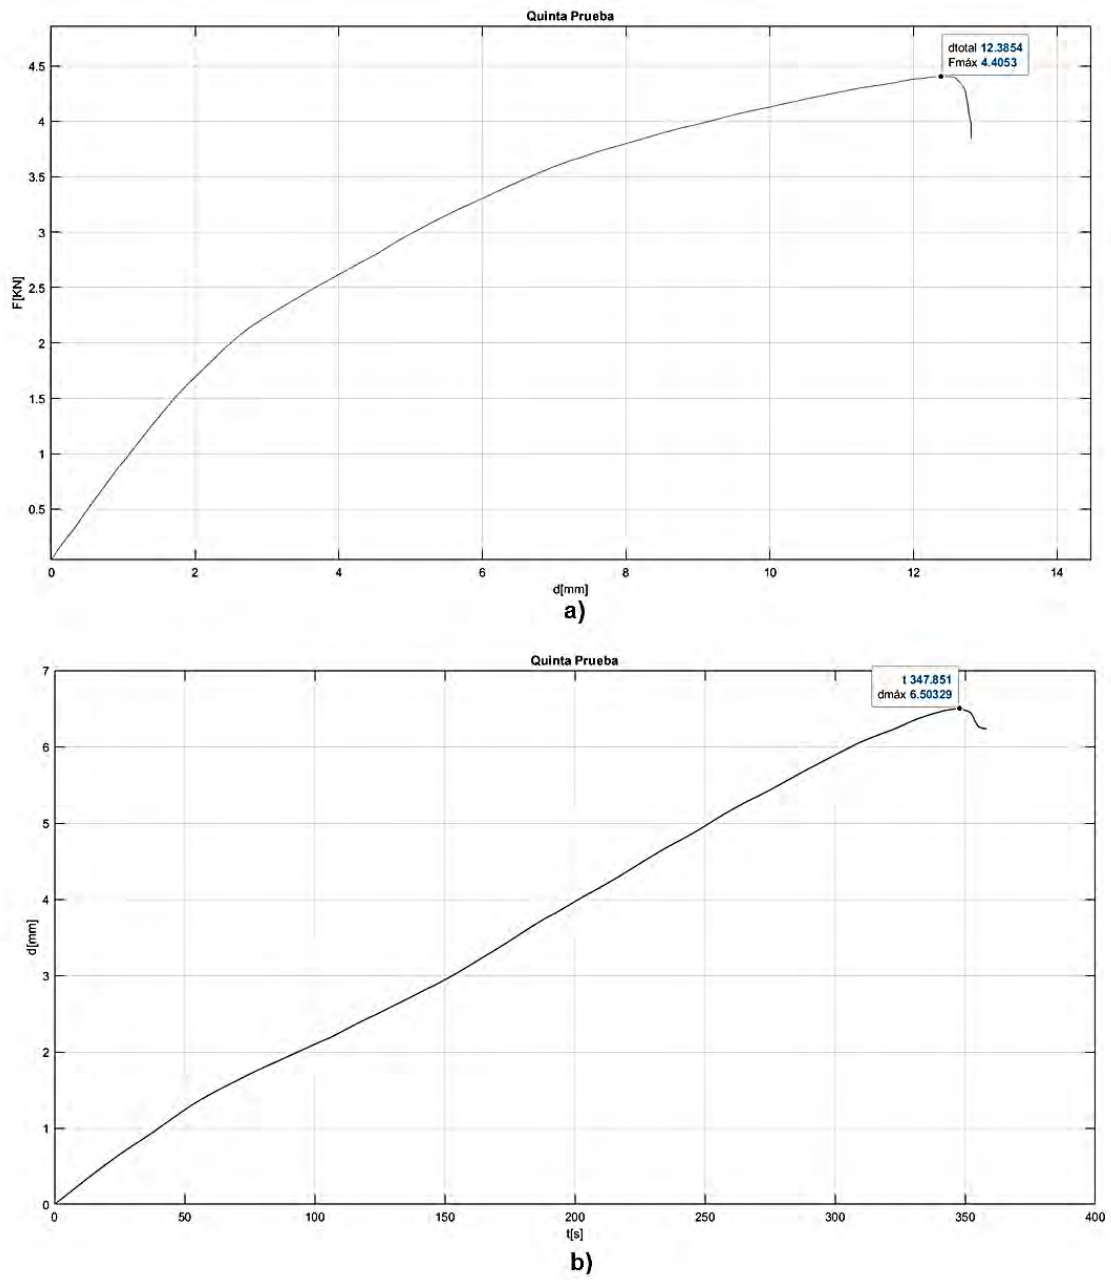 Quinta Prueba
dtotal 12.3854
Fmáx 4.4053
4.5
4
3.5
3
2.5
2
1.5
1
0.5
F[KN]
0 2 4 6 8 10 12 14
d[mm]
a)
Quinta Prueba
t 347.851
dmáx 6.50329
7
6
5
4
3
2
1
0
d[mm]
0 50 100 150 200 250 300 350 400
t[s]
b)